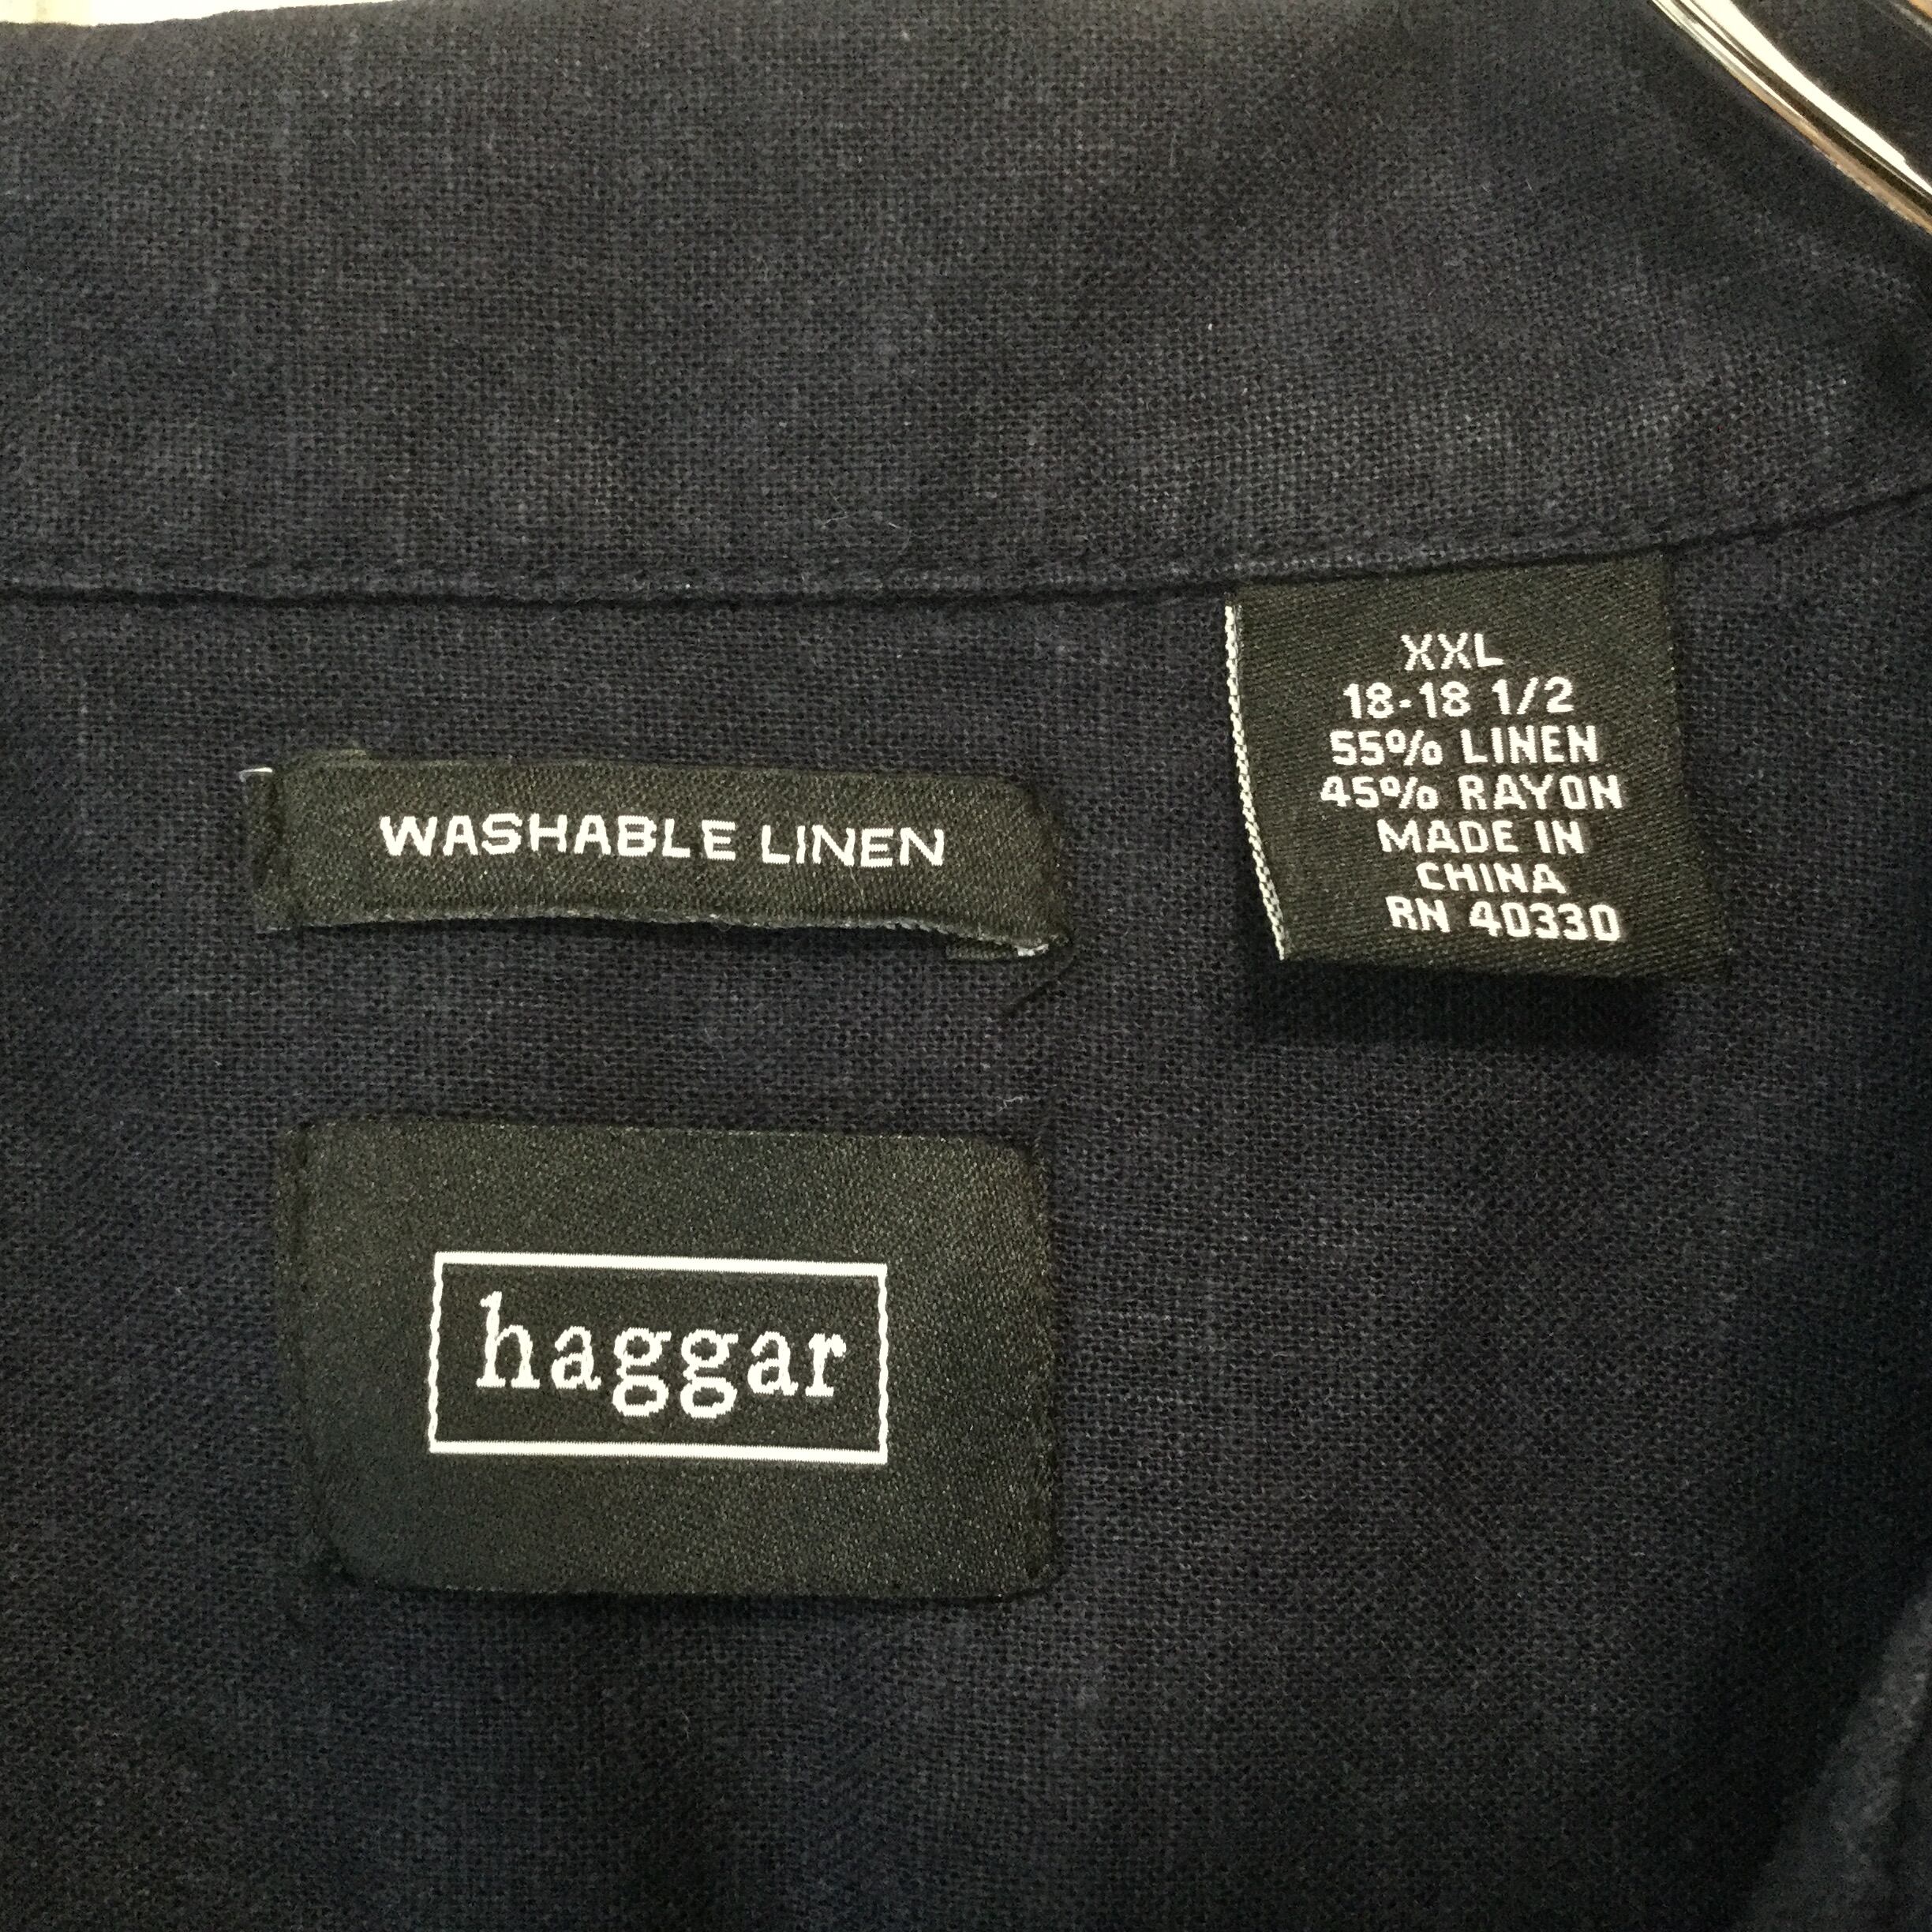 XXL
18-18 1/2
55% LINEN
45% RAYON
MADE IN
CHINA
RN 40330
WASHABLE LINEN
haggar